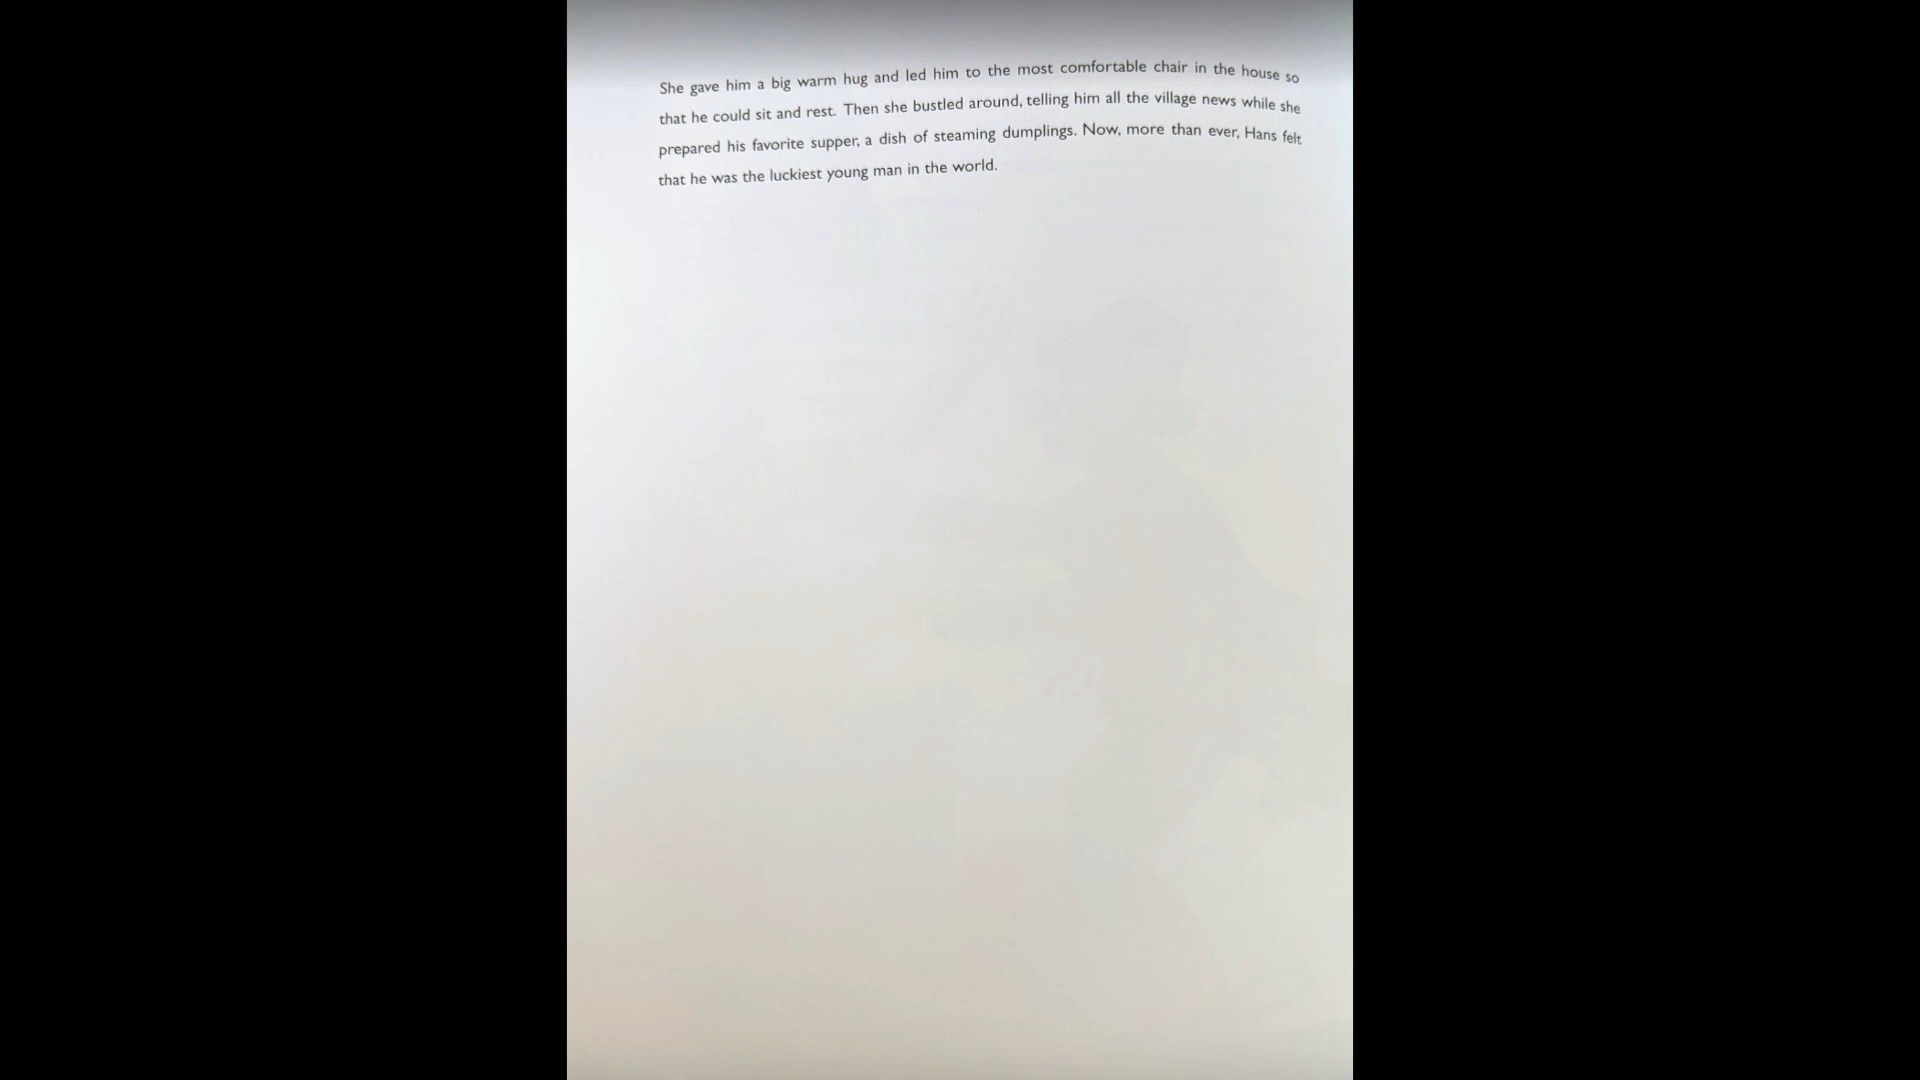 She gave him a big warm hug and led him to the most comfortable chair in the house so
that he could sit and rest. Then she bustled around, telling him all the village news while she
prepared his favorite supper, a dish of steaming dumplings. Now, more than ever, Hans felt
that he was the luckiest young man in the world.